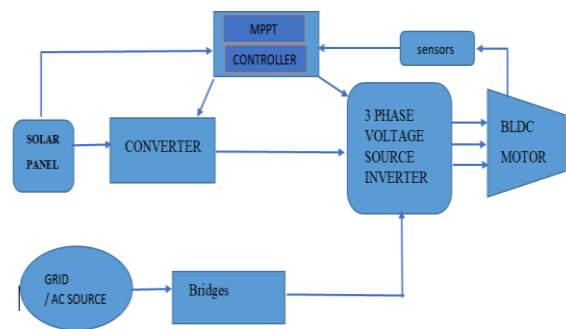 MPPT
CONTROLLER
sensors
SOLAR
PANEL
CONVERTER
3 PHASE
VOLTAGE
SOURCE
INVERTER
BLDC
MOTOR
GRID
/ AC SOURCE
Bridges